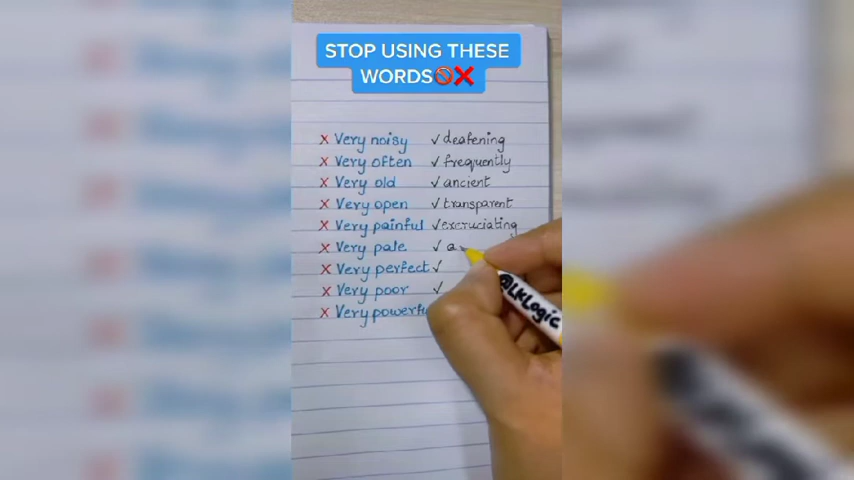 STOP USING THESE
WORDS🚫❌
x Very noisy ✓ deafening
x Very often ✓ frequently
x Very old ✓ ancient
x Very open ✓ transparent
x Very painful ✓ excruciating
x Very pale ✓ a
x Very perfect ✓
x Very poor ✓
x Very powerfu
@LKLogic